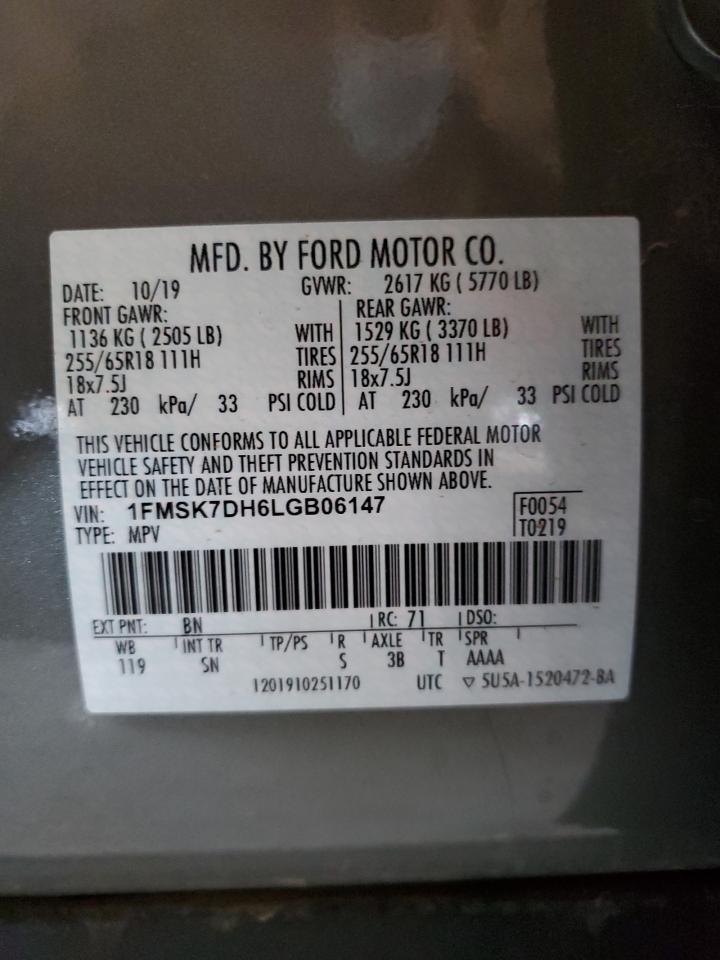 MFD. BY FORD MOTOR CO.
DATE: 10/19 GVWR: 2617 KG ( 5770 LB)
FRONT GAWR: REAR GAWR:
1136 KG ( 2505 LB) WITH 1529 KG ( 3370 LB) WITH
255/65R18 111H TIRES 255/65R18 111H TIRES
18x7.5J RIMS 18x7.5J RIMS
AT 230 kPa/ 33 PSI COLD AT 230 kPa/ 33 PSI COLD
THIS VEHICLE CONFORMS TO ALL APPLICABLE FEDERAL MOTOR
VEHICLE SAFETY AND THEFT PREVENTION STANDARDS IN
EFFECT ON THE DATE OF MANUFACTURE SHOWN ABOVE.
VIN: 1FMSK7DH6LGB06147 F0054
TYPE: MPV T0219
EXT PNT: BN RC: 71 DSO:
WB INT TR TP/PS R AXLE TR SPR
119 SN S 3B T AAAA
1201910251170 UTC ▽ 5U5A-1520472-BA